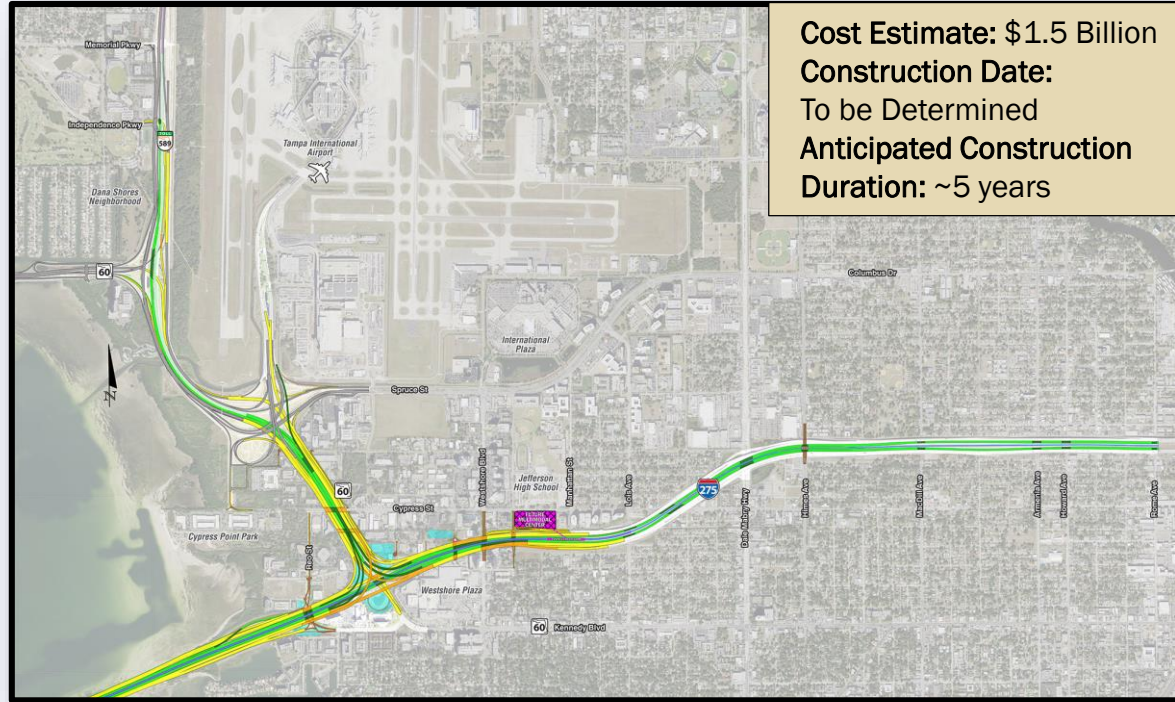 Cost Estimate: $1.5 Billion
Construction Date:
To be Determined
Anticipated Construction
Duration: ~5 years
Memorial Pkwy
Independence Pkwy
TOLL
589
Tampa International
Airport
Dana Shores
Neighborhood
60
Columbus Dr
International
Plaza
N
Spruce St
Westshore Blvd
Jefferson
High School
Manhattan St
Lois Ave
275
Dale Mabry Hwy
Himes Ave
MacDill Ave
Armenia Ave
Howard Ave
Rome Ave
60
Cypress St
FUTURE
MULTIMODAL
CENTER
Cypress Point Park
Reo St
Westshore Plaza
60
Kennedy Blvd